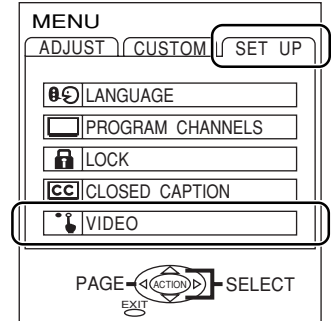 MENU
ADJUST CUSTOM SET UP
LANGUAGE
PROGRAM CHANNELS
LOCK
CC CLOSED CAPTION
VIDEO
PAGE ACTION SELECT
EXIT